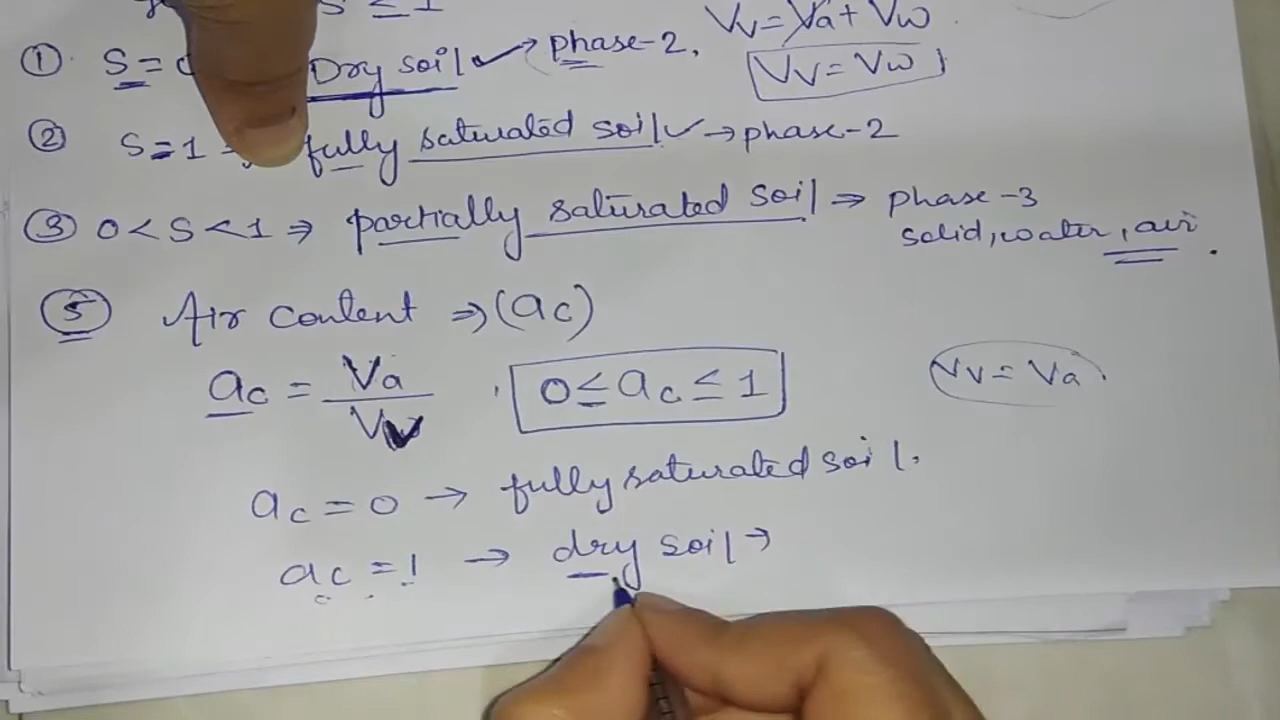 S ≤ 1
① S = Dry soil ✓ → phase-2, Vv = Va + Vw
Vv = Vw
② S = 1 fully saturated soil ✓ → phase-2
③ 0 < S < 1 ⇒ partially saturated soil ⇒ phase-3
solid, water, air.
⑤ Air content ⇒ (ac)
ac = Va / Vv , 0 ≤ ac ≤ 1 Vv = Va.
ac = 0 → fully saturated soil.
ac = 1 → dry soil →